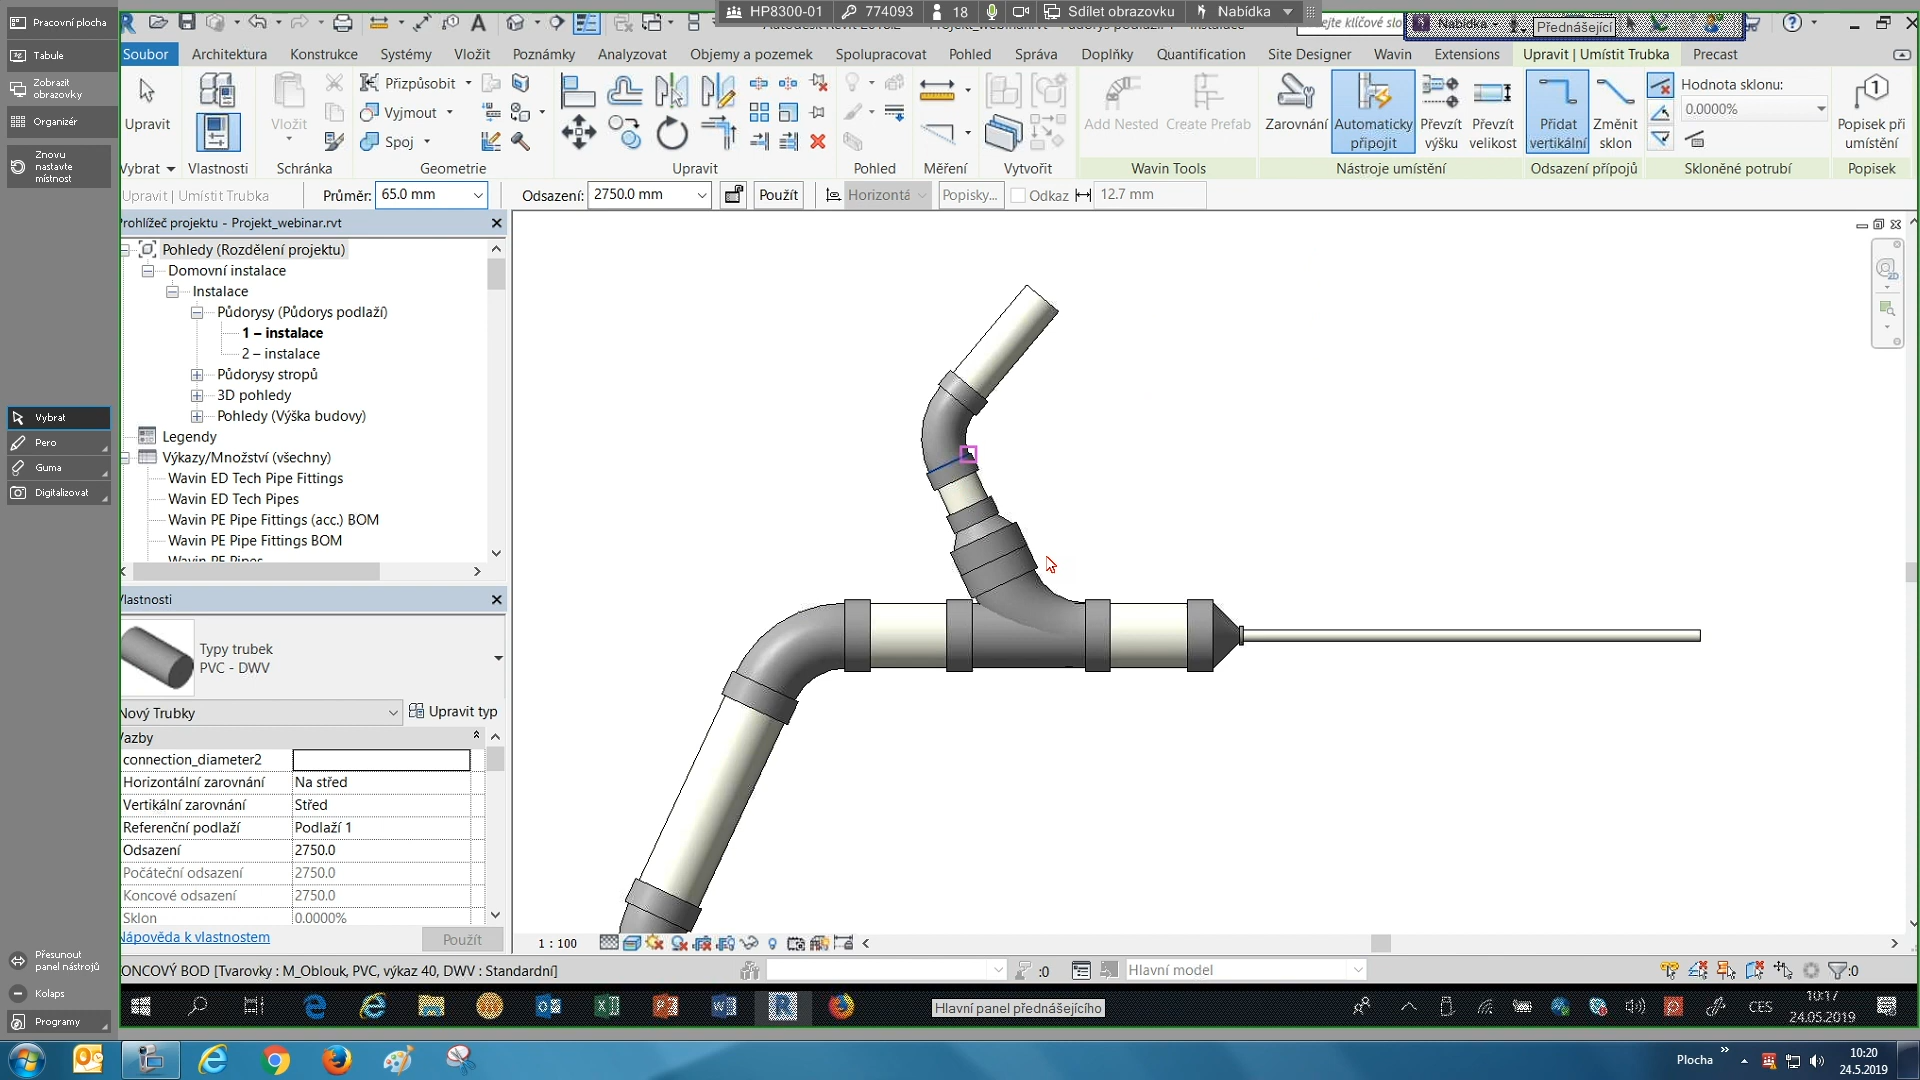 HP8300-01
774093
18
Sdílet obrazovku
Nabídka
Nabídka
Přednášející
Pracovní plocha
Tabule
Zobrazit
obrazovky
Organizér
Znovu
nastavte
místnost
Vybrat
Pero
Guma
Digitalizovat
Přesunout
panel nástrojů
Kolaps
Programy
Soubor
Architektura
Konstrukce
Systémy
Vložit
Poznámky
Analyzovat
Objemy a pozemek
Spolupracovat
Pohled
Správa
Doplňky
Quantification
Site Designer
Wavin
Extensions
Upravit | Umístit Trubka
Precast
Upravit
Vložit
Přizpůsobit
Vyjmout
Spoj
Add Nested
Create Prefab
Zarovnání
Automaticky
připojit
Převzít
výšku
Převzít
velikost
Přidat
vertikální
Změnit
sklon
Hodnota sklonu:
0.0000%
Popisek při
umístění
Vybrat
Vlastnosti
Schránka
Geometrie
Upravit
Pohled
Měření
Vytvořit
Wavin Tools
Nástroje umístění
Odsazení přípojů
Skloněné potrubí
Popisek
Upravit | Umístit Trubka
Průměr:
65.0 mm
Odsazení:
2750.0 mm
Použít
Horizontá
Popisky...
Odkaz
12.7 mm
rohlížeč projektu - Projekt_webinar.rvt
Pohledy (Rozdělení projektu)
Domovní instalace
Instalace
Půdorysy (Půdorys podlaží)
1 – instalace
2 – instalace
Půdorysy stropů
3D pohledy
Pohledy (Výška budovy)
Legendy
Výkazy/Množství (všechny)
Wavin ED Tech Pipe Fittings
Wavin ED Tech Pipes
Wavin PE Pipe Fittings (acc.) BOM
Wavin PE Pipe Fittings BOM
Wavin PE Pipes
lastnosti
Typy trubek
PVC - DWV
Nový Trubky
Upravit typ
azby
connection_diameter2
Horizontální zarovnání
Na střed
Vertikální zarovnání
Střed
Referenční podlaží
Podlaží 1
Odsazení
2750.0
Počáteční odsazení
2750.0
Koncové odsazení
2750.0
Sklon
0.0000%
Nápověda k vlastnostem
Použít
1 : 100
ONCOVÝ BOD [Tvarovky : M_Oblouk, PVC, výkaz 40, DWV : Standardní]
:0
Hlavní model
:0
Hlavní panel přednášejícího
CES
10:17
24.05.2019
Plocha
10:20
24.5.2019